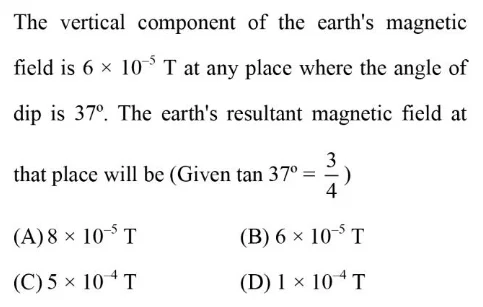 The vertical component of the earth's magnetic
field is 6 × 10⁻⁵ T at any place where the angle of
dip is 37º. The earth's resultant magnetic field at
that place will be (Given tan 37º = 3/4)
(A) 8 × 10⁻⁵ T (B) 6 × 10⁻⁵ T
(C) 5 × 10⁻⁴ T (D) 1 × 10⁻⁴ T